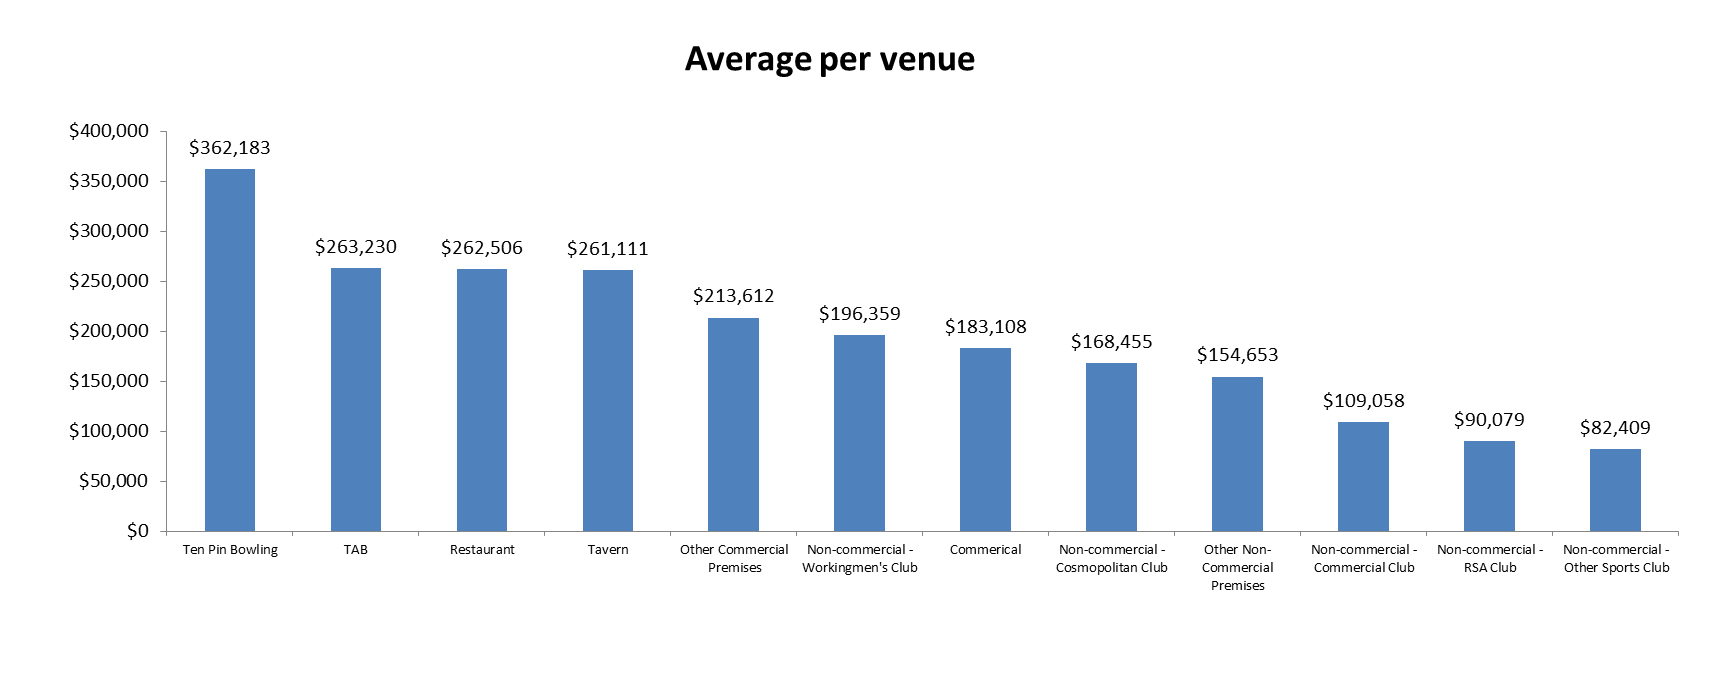 Average per venue
$400,000
$350,000
$300,000
$250,000
$200,000
$150,000
$100,000
$50,000
$0
$362,183
$263,230
$262,506
$261,111
$213,612
$196,359
$183,108
$168,455
$154,653
$109,058
$90,079
$82,409
Ten Pin Bowling
TAB
Restaurant
Tavern
Other Commercial
Premises
Non-commercial -
Workingmen's Club
Commerical
Non-commercial -
Cosmopolitan Club
Other Non-
Commercial
Premises
Non-commercial -
Commercial Club
Non-commercial -
RSA Club
Non-commercial -
Other Sports Club